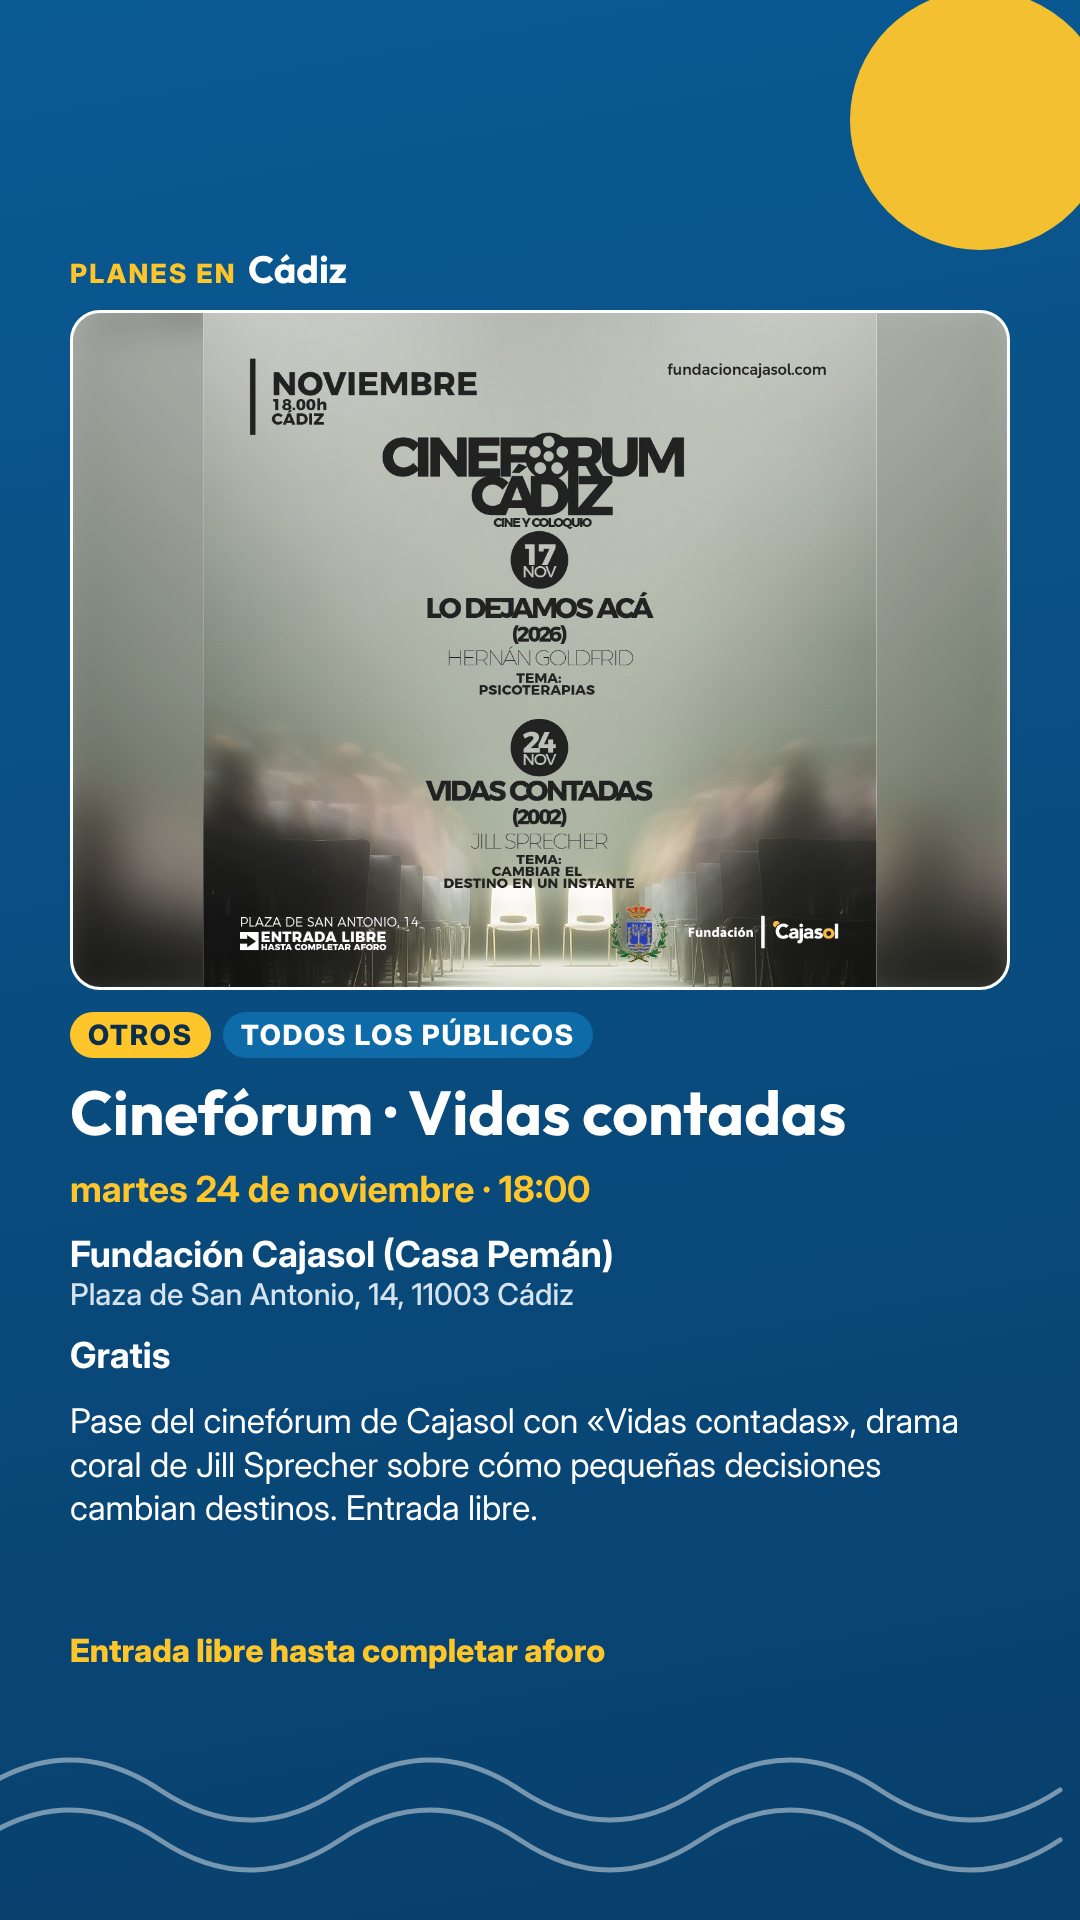 PLANES EN Cádiz
NOVIEMBRE
18.00h
CÁDIZ
fundacioncajasol.com
CINEFÓRUM
CÁDIZ
CINE Y COLOQUIO
17
NOV
LO DEJAMOS ACÁ
(2026)
HERNÁN GOLDFRID
TEMA:
PSICOTERAPIAS
24
NOV
VIDAS CONTADAS
(2002)
JILL SPRECHER
TEMA:
CAMBIAR EL
DESTINO EN UN INSTANTE
PLAZA DE SAN ANTONIO, 14
ENTRADA LIBRE
HASTA COMPLETAR AFORO
Fundación | Cajasol
OTROS
TODOS LOS PÚBLICOS
Cinefórum · Vidas contadas
martes 24 de noviembre · 18:00
Fundación Cajasol (Casa Pemán)
Plaza de San Antonio, 14, 11003 Cádiz
Gratis
Pase del cinefórum de Cajasol con «Vidas contadas», drama
coral de Jill Sprecher sobre cómo pequeñas decisiones
cambian destinos. Entrada libre.
Entrada libre hasta completar aforo